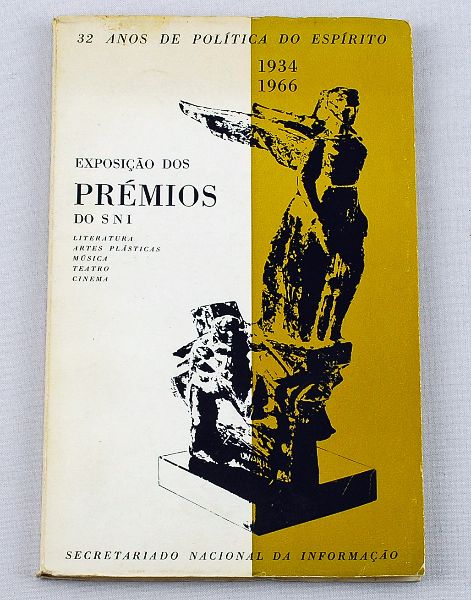 32 ANOS DE POLÍTICA DO ESPÍRITO
1934
1966
EXPOSIÇÃO DOS
PRÉMIOS
DO SNI
LITERATURA
ARTES PLÁSTICAS
MÚSICA
TEATRO
CINEMA
SECRETARIADO NACIONAL DA INFORMAÇÃO